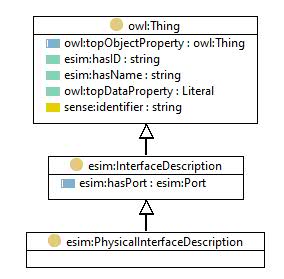 owl:Thing
owl:topObjectProperty : owl:Thing
esim:hasID : string
esim:hasName : string
owl:topDataProperty : Literal
sense:identifier : string
esim:InterfaceDescription
esim:hasPort : esim:Port
esim:PhysicalInterfaceDescription